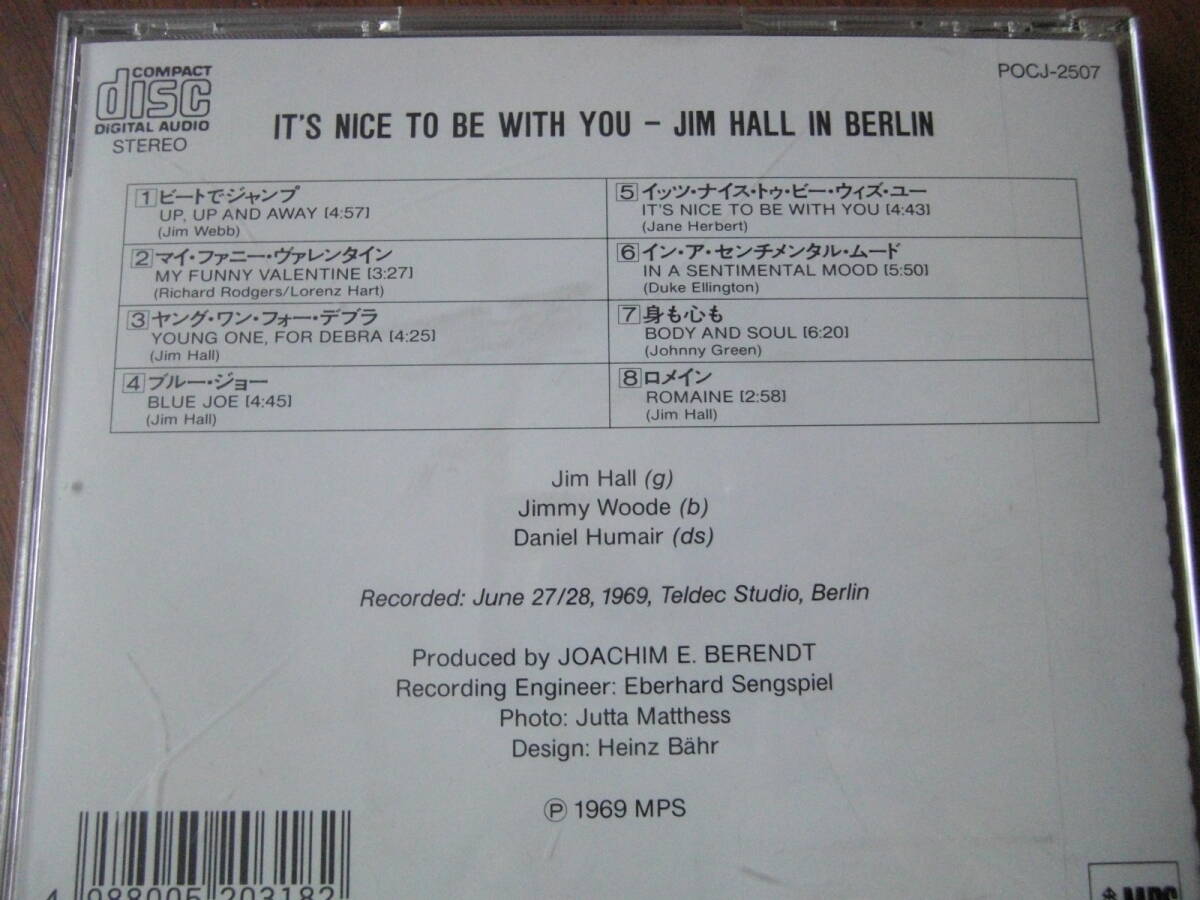 COMPACT
disc
DIGITAL AUDIO
STEREO
POCJ-2507
IT'S NICE TO BE WITH YOU – JIM HALL IN BERLIN
1 ビートでジャンプ
UP, UP AND AWAY [4:57]
(Jim Webb)
2 マイ・ファニー・ヴァレンタイン
MY FUNNY VALENTINE [3:27]
(Richard Rodgers/Lorenz Hart)
3 ヤング・ワン・フォー・デブラ
YOUNG ONE, FOR DEBRA [4:25]
(Jim Hall)
4 ブルー・ジョー
BLUE JOE [4:45]
(Jim Hall)
5 イッツ・ナイス・トゥ・ビー・ウィズ・ユー
IT'S NICE TO BE WITH YOU [4:43]
(Jane Herbert)
6 イン・ア・センチメンタル・ムード
IN A SENTIMENTAL MOOD [5:50]
(Duke Ellington)
7 身も心も
BODY AND SOUL [6:20]
(Johnny Green)
8 ロメイン
ROMAINE [2:58]
(Jim Hall)
Jim Hall (g)
Jimmy Woode (b)
Daniel Humair (ds)
Recorded: June 27/28, 1969, Teldec Studio, Berlin
Produced by JOACHIM E. BERENDT
Recording Engineer: Eberhard Sengspiel
Photo: Jutta Matthess
Design: Heinz Bähr
Ⓟ 1969 MPS
4 988005 203182
MPS